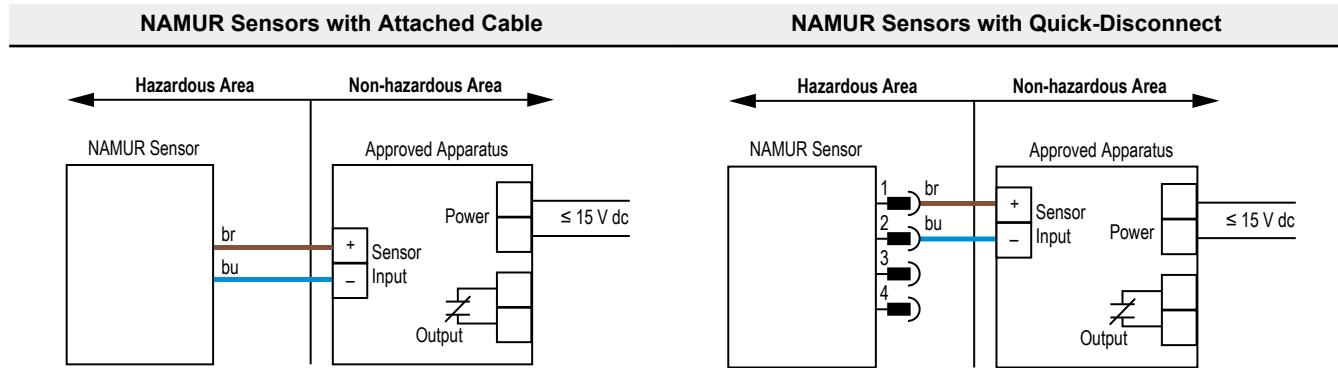 NAMUR Sensors with Attached Cable
Hazardous Area
Non-hazardous Area
NAMUR Sensor
Approved Apparatus
Power
≤ 15 V dc
br
bu
+
–
Sensor
Input
Output
NAMUR Sensors with Quick-Disconnect
Hazardous Area
Non-hazardous Area
NAMUR Sensor
Approved Apparatus
1
br
2
bu
3
4
+
–
Sensor
Input
Power
≤ 15 V dc
Output